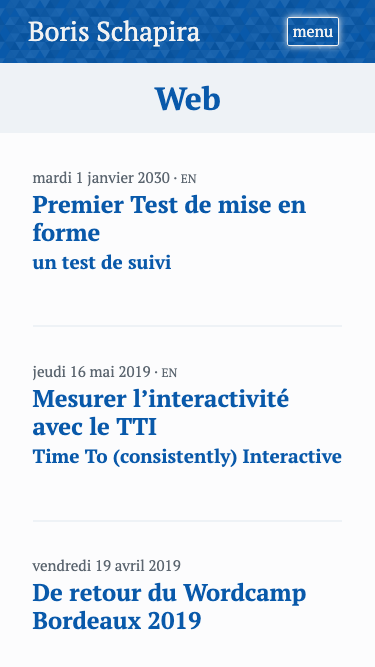 Boris Schapira
menu
Web
mardi 1 janvier 2030 · EN
Premier Test de mise en
forme
un test de suivi
jeudi 16 mai 2019 · EN
Mesurer l’interactivité
avec le TTI
Time To (consistently) Interactive
vendredi 19 avril 2019
De retour du Wordcamp
Bordeaux 2019